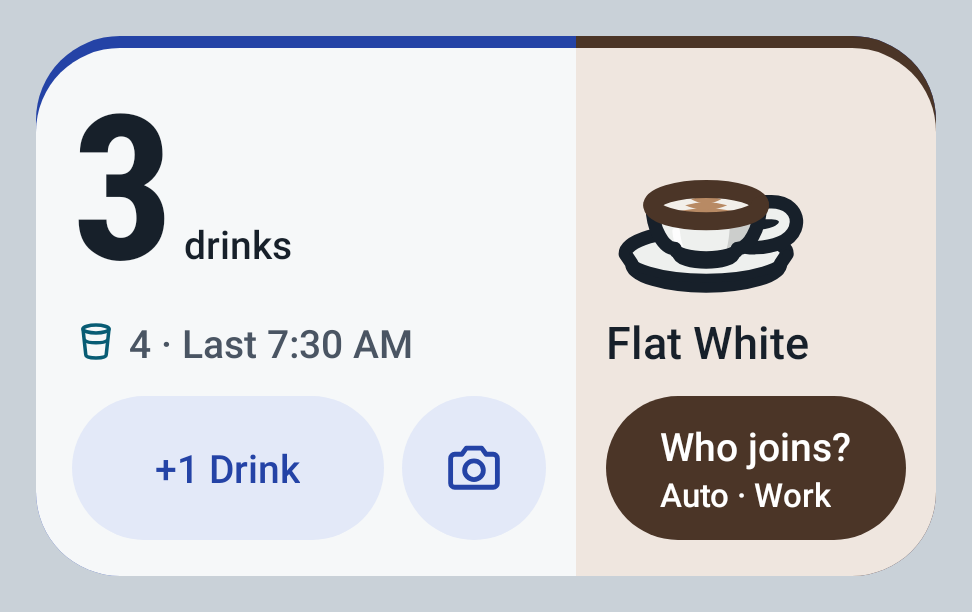 3 drinks
4 · Last 7:30 AM
+1 Drink
Flat White
Who joins?
Auto · Work